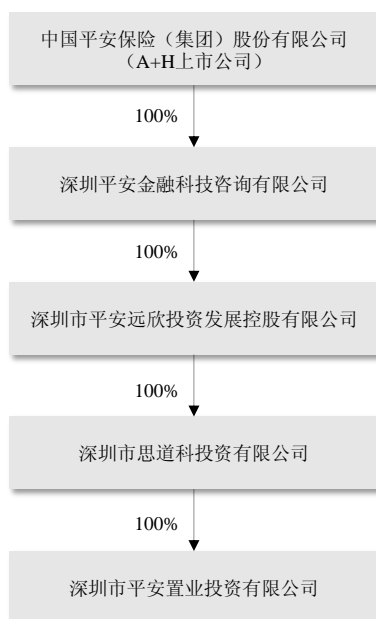 中国平安保险（集团）股份有限公司
（A+H上市公司）
100%
深圳平安金融科技咨询有限公司
100%
深圳市平安远欣投资发展控股有限公司
100%
深圳市思道科投资有限公司
100%
深圳市平安置业投资有限公司